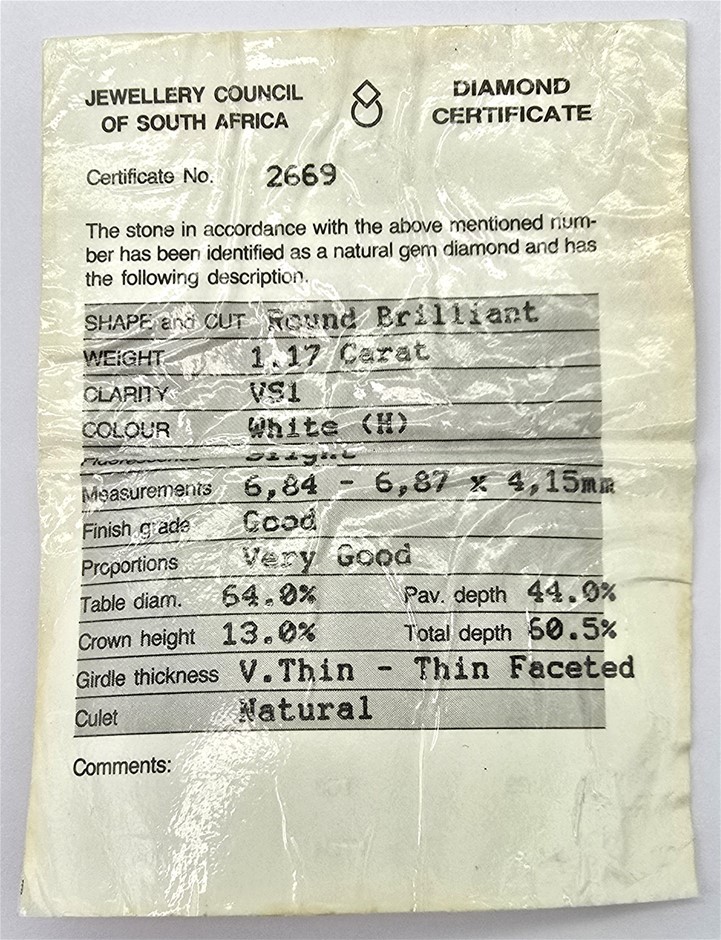 JEWELLERY COUNCIL
OF SOUTH AFRICA
DIAMOND
CERTIFICATE
Certificate No. 2669
The stone in accordance with the above mentioned num-
ber has been identified as a natural gem diamond and has
the following description.
SHAPE and CUT Round Brilliant
WEIGHT 1.17 Carat
CLARITY VS1
COLOUR White (H)
Fluorescence Slight
Measurements 6,84 - 6,87 x 4,15mm
Finish grade Good
Proportions Very Good
Table diam. 64.0% Pav. depth 44.0%
Crown height 13.0% Total depth 60.5%
Girdle thickness V.Thin - Thin Faceted
Culet Natural
Comments: